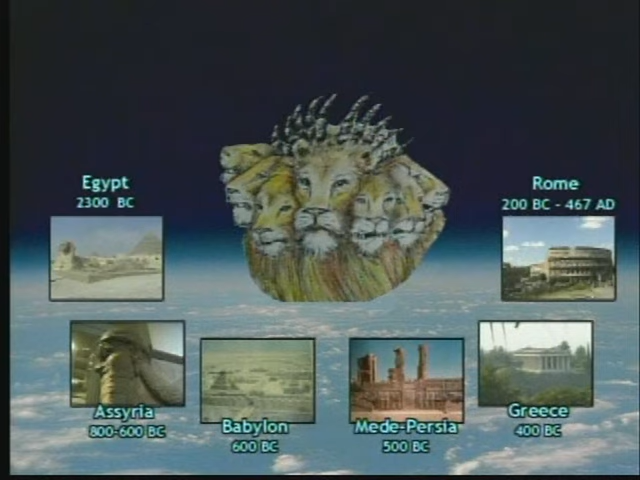 Egypt
2300 BC
Rome
200 BC - 467 AD
Assyria
800-600 BC
Babylon
600 BC
Mede-Persia
500 BC
Greece
400 BC